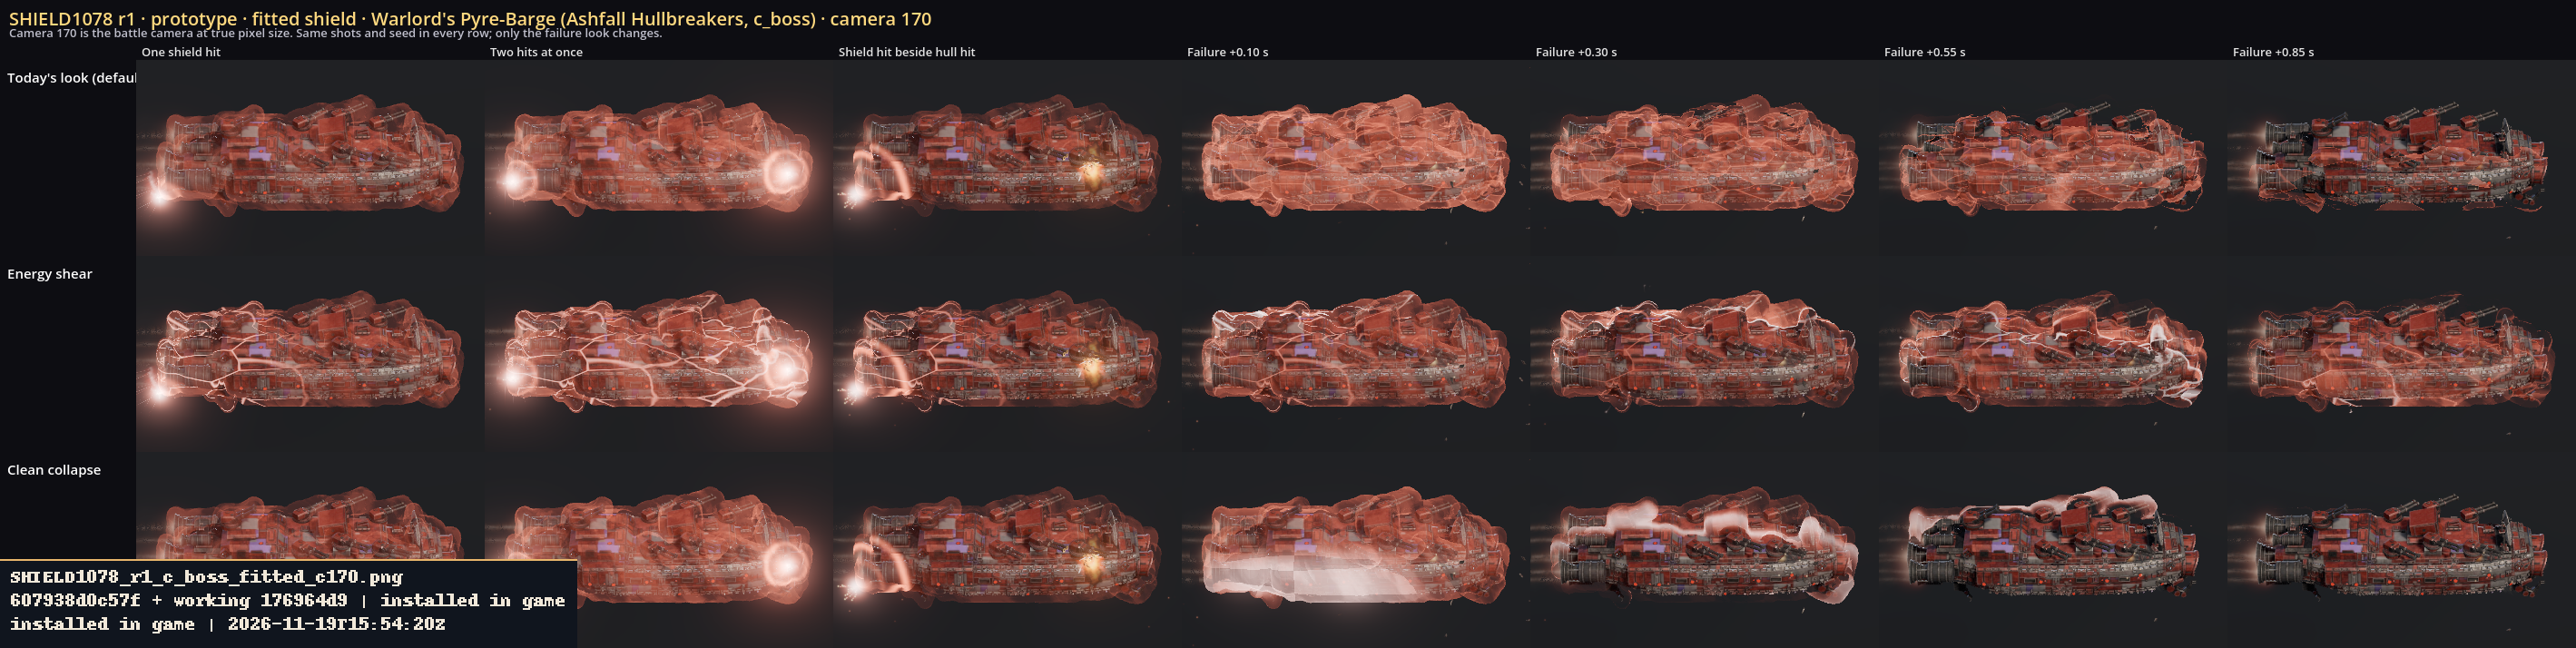 SHIELD1078 r1 · prototype · fitted shield · Warlord's Pyre-Barge (Ashfall Hullbreakers, c_boss) · camera 170
Camera 170 is the battle camera at true pixel size. Same shots and seed in every row; only the failure look changes.
One shield hit
Two hits at once
Shield hit beside hull hit
Failure +0.10 s
Failure +0.30 s
Failure +0.55 s
Failure +0.85 s
Today's look (defaul
Energy shear
Clean collapse
SHIELD1078_r1_c_boss_fitted_c170.png
607938d0c57f + working 176964d9 | installed in game
installed in game | 2026-11-19T15:54:20Z